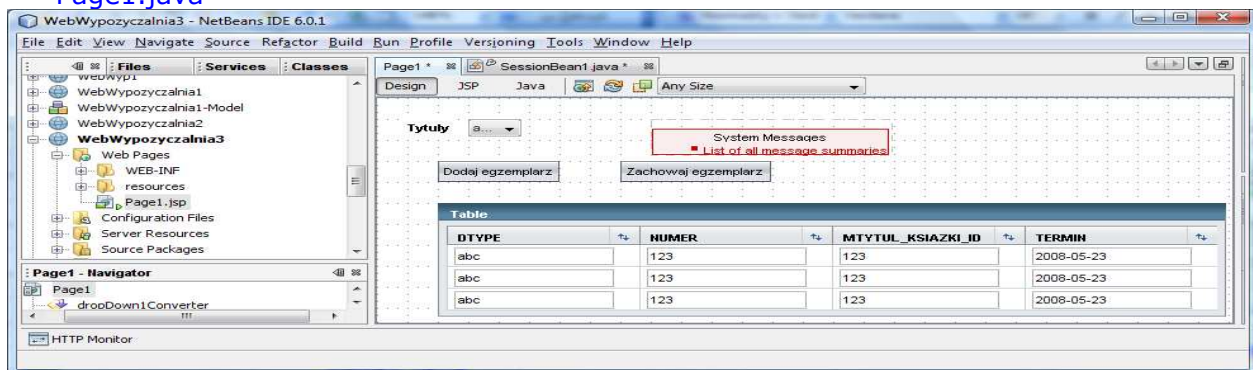 Page1.java
WebWypozyczalnia3 - NetBeans IDE 6.0.1
File Edit View Navigate Source Refactor Build Run Profile Versioning Tools Window Help
Files Services Classes
WebWyp1
WebWypozyczalnia1
WebWypozyczalnia1-Model
WebWypozyczalnia2
WebWypozyczalnia3
Web Pages
WEB-INF
resources
Page1.jsp
Configuration Files
Server Resources
Source Packages
Page1 - Navigator
Page1
dropDown1Converter
Page1 * SessionBean1.java *
Design JSP Java Any Size
Tytuly a...
System Messages
List of all message summaries
Dodaj egzemplarz Zachowaj egzemplarz
Table
DTYPE NUMER MTYTUL_KSIAZKI_ID TERMIN
abc 123 123 2008-05-23
abc 123 123 2008-05-23
abc 123 123 2008-05-23
HTTP Monitor